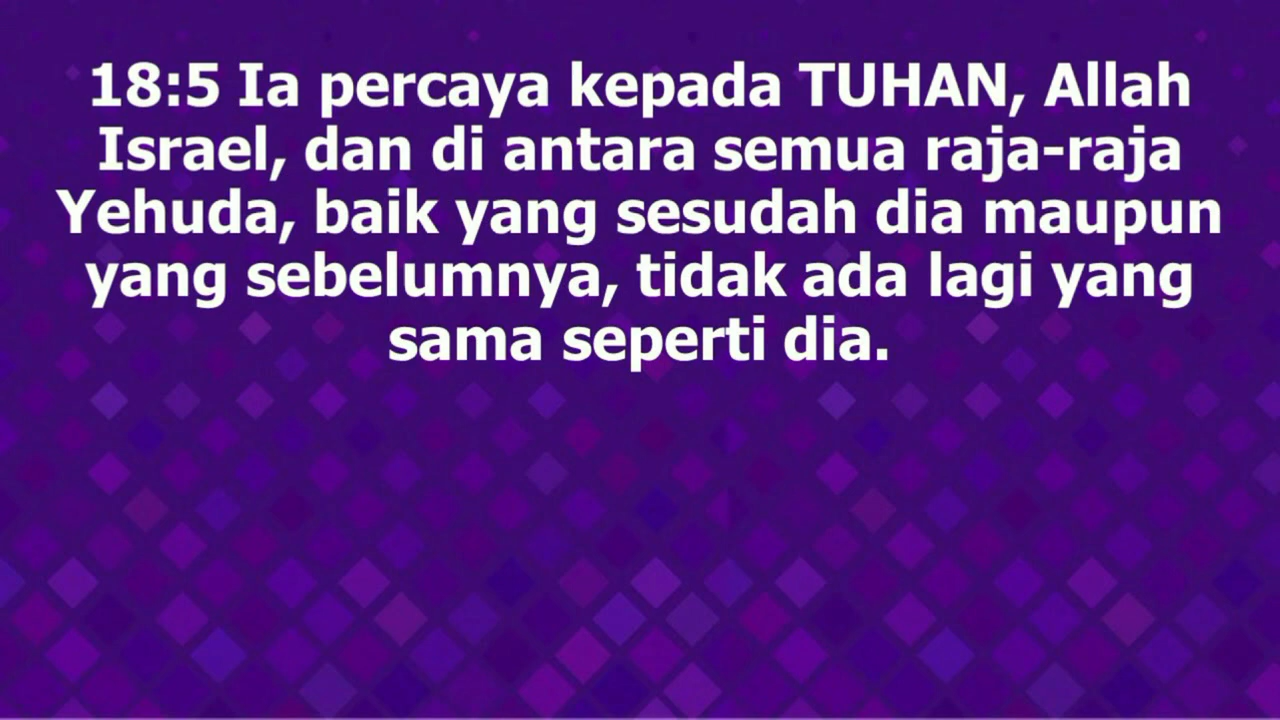 18:5 Ia percaya kepada TUHAN, Allah
Israel, dan di antara semua raja-raja
Yehuda, baik yang sesudah dia maupun
yang sebelumnya, tidak ada lagi yang
sama seperti dia.